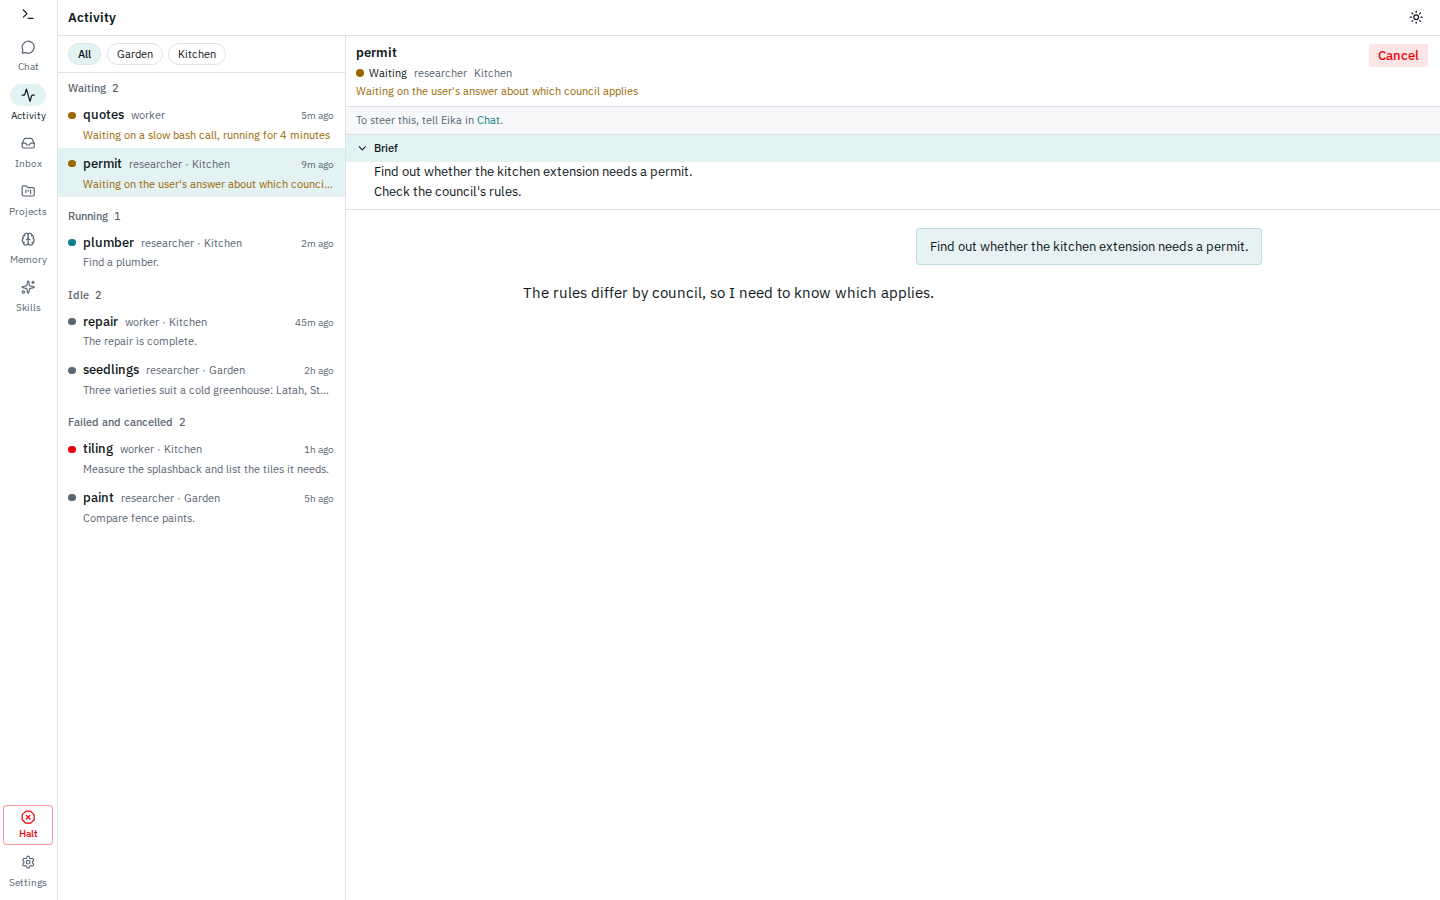 Activity
Chat
Activity
Inbox
Projects
Memory
Skills
Halt
Settings
All
Garden
Kitchen
Waiting 2
quotes worker 5m ago
Waiting on a slow bash call, running for 4 minutes
permit researcher · Kitchen 9m ago
Waiting on the user's answer about which counci...
Running 1
plumber researcher · Kitchen 2m ago
Find a plumber.
Idle 2
repair worker · Kitchen 45m ago
The repair is complete.
seedlings researcher · Garden 2h ago
Three varieties suit a cold greenhouse: Latah, St...
Failed and cancelled 2
tiling worker · Kitchen 1h ago
Measure the splashback and list the tiles it needs.
paint researcher · Garden 5h ago
Compare fence paints.
permit
Cancel
Waiting researcher Kitchen
Waiting on the user's answer about which council applies
To steer this, tell Eika in Chat.
Brief
Find out whether the kitchen extension needs a permit.
Check the council's rules.
Find out whether the kitchen extension needs a permit.
The rules differ by council, so I need to know which applies.